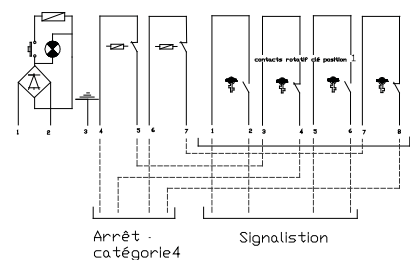 contacts rotatif clé position 1
1 2 3 4 5 6 7 1 2 3 4 5 6 7 8
Arrêt - Signalistion
catégorie4